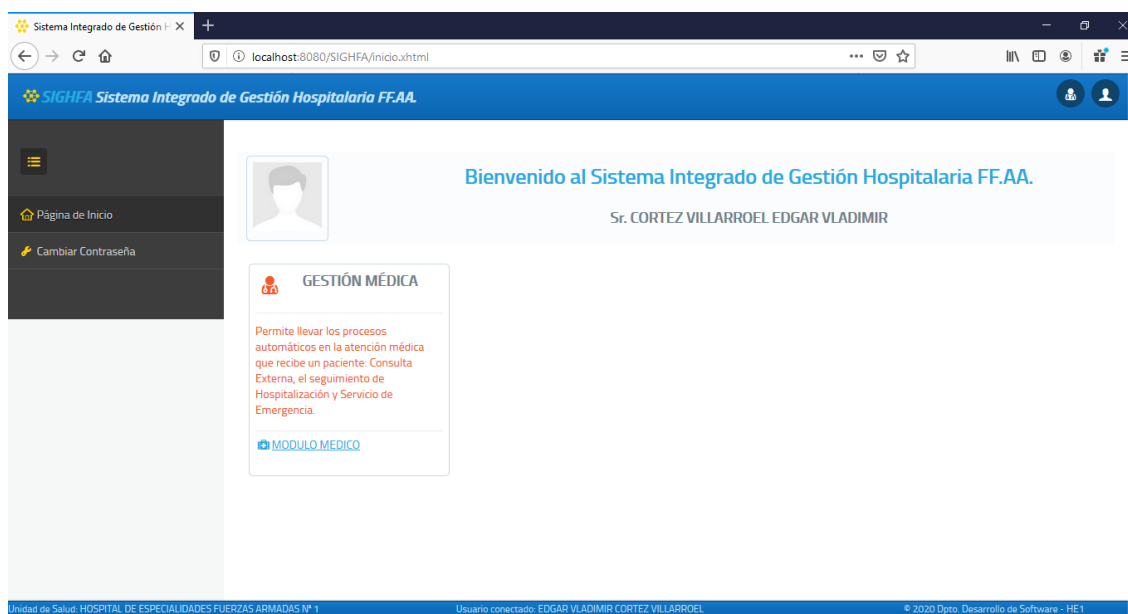 Sistema Integrado de Gestión H
localhost:8080/SIGHFA/inicio.xhtml
SIGHFA Sistema Integrado de Gestión Hospitalaria FF.AA.
Bienvenido al Sistema Integrado de Gestión Hospitalaria FF.AA.
Sr. CORTEZ VILLARROEL EDGAR VLADIMIR
Página de Inicio
Cambiar Contraseña
GESTIÓN MÉDICA
Permite llevar los procesos
automáticos en la atención médica
que recibe un paciente: Consulta
Externa, el seguimiento de
Hospitalización y Servicio de
Emergencia.
MODULO MEDICO
Unidad de Salud: HOSPITAL DE ESPECIALIDADES FUERZAS ARMADAS Nº 1
Usuario conectado: EDGAR VLADIMIR CORTEZ VILLARROEL
© 2020 Dpto. Desarrollo de Software - HE1